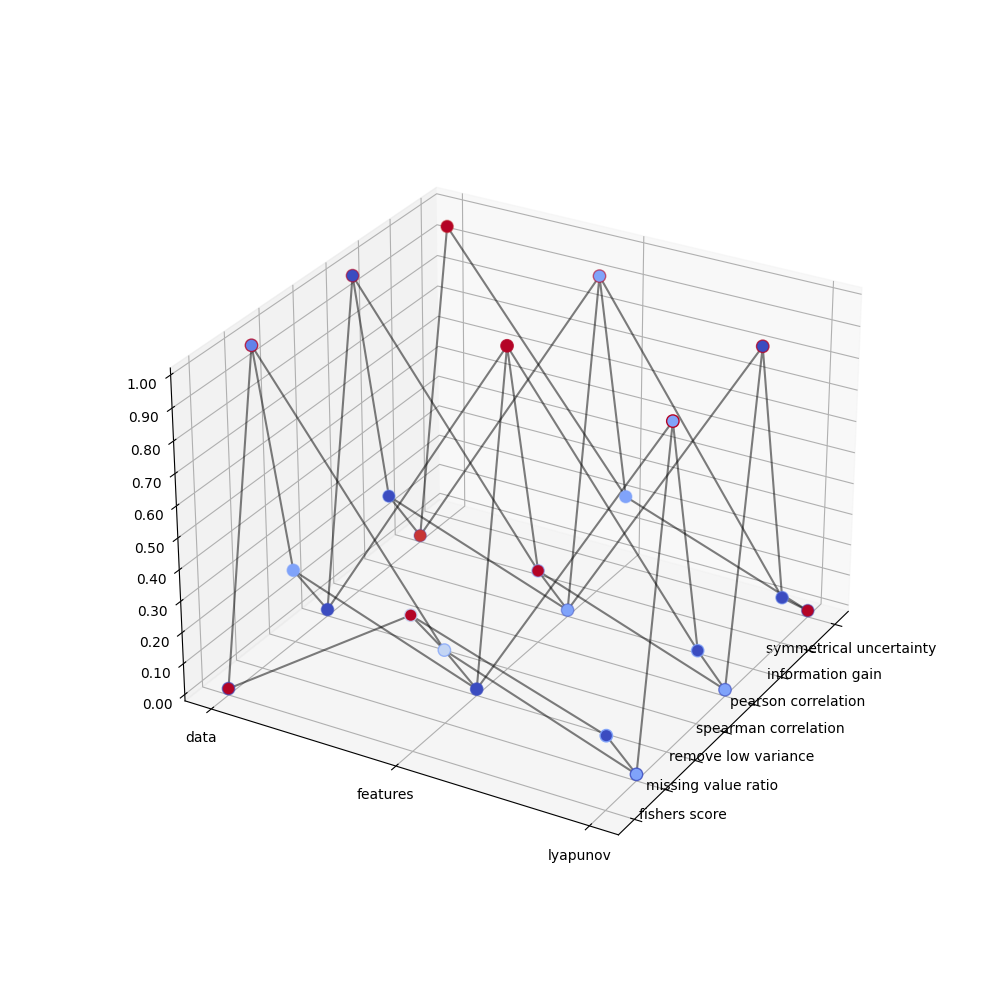 1.00
0.90
0.80
0.70
0.60
0.50
0.40
0.30
0.20
0.10
0.00
data
features
lyapunov
symmetrical uncertainty
information gain
pearson correlation
spearman correlation
remove low variance
missing value ratio
fishers score